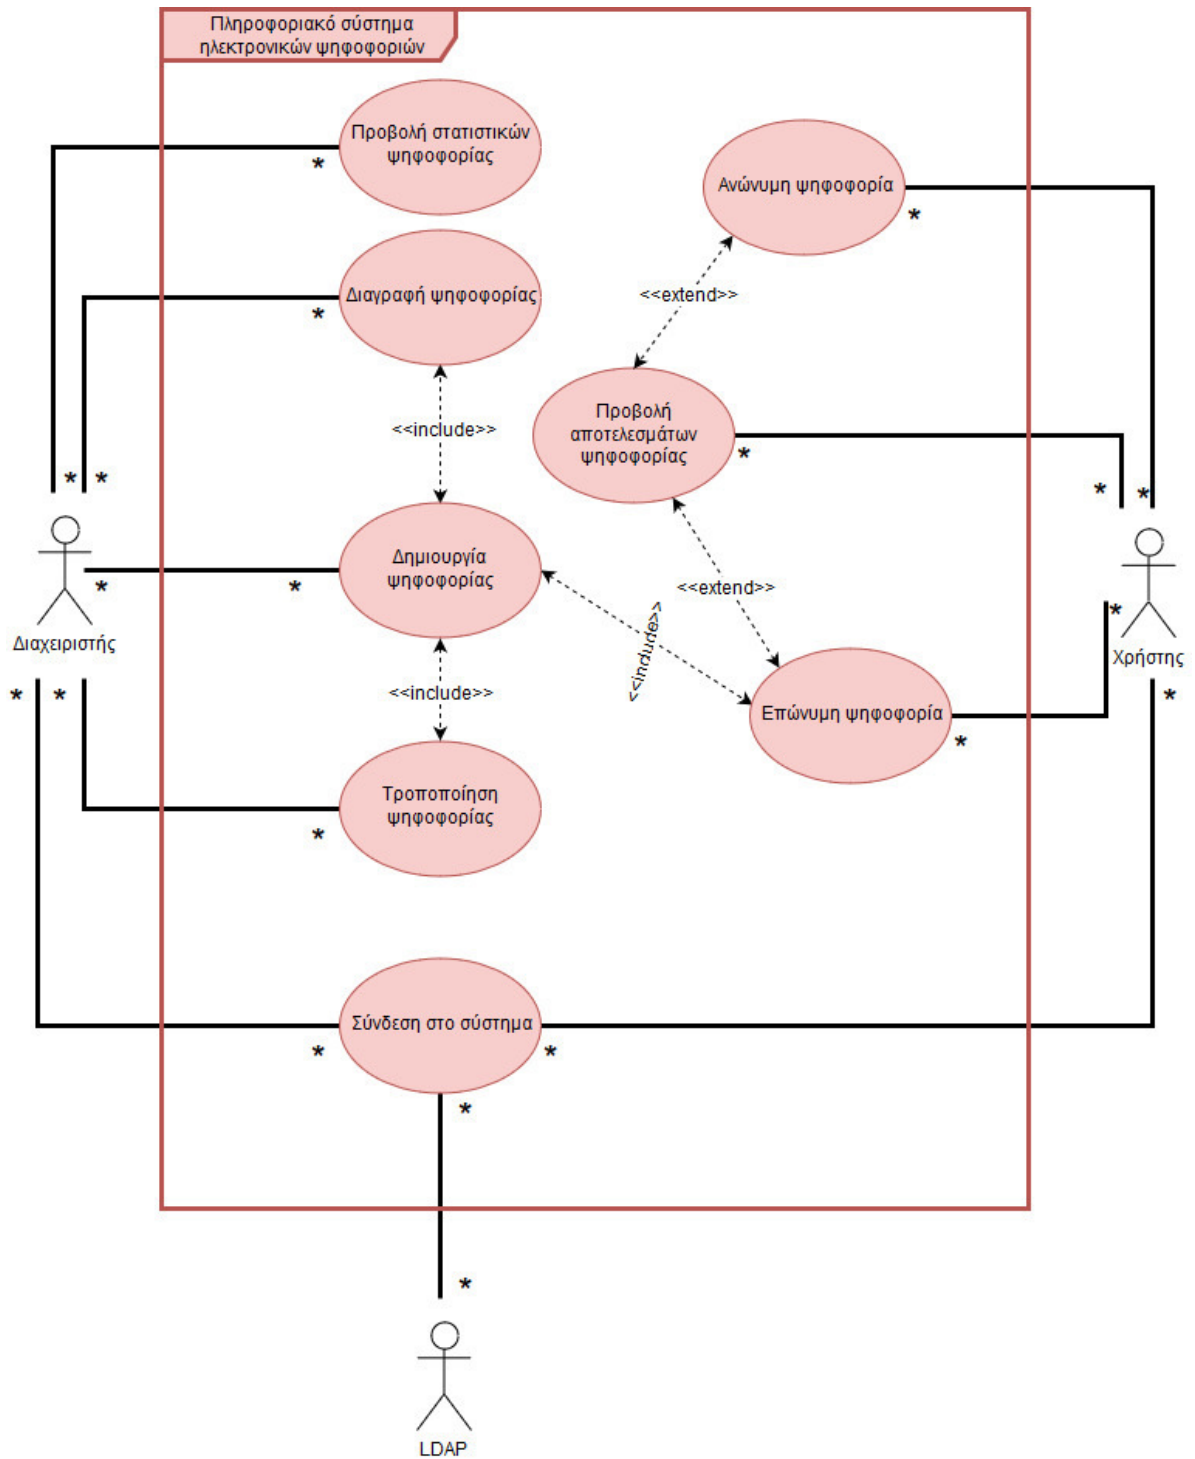 Πληροφοριακό σύστημα
ηλεκτρονικών ψηφοφοριών
Προβολή στατιστικών
ψηφοφορίας
*
Ανώνυμη ψηφοφορία
*
Διαγραφή ψηφοφορίας
*
<<extend>>
Προβολή
αποτελεσμάτων
ψηφοφορίας
*
<<include>>
* *
* *
Δημιουργία
ψηφοφορίας
* *
<<extend>>
<<include>>
*
Διαχειριστής
Χρήστης
<<include>>
* *
*
Επώνυμη ψηφοφορία
*
Τροποποίηση
ψηφοφορίας
*
Σύνδεση στο σύστημα
* *
*
*
LDAP